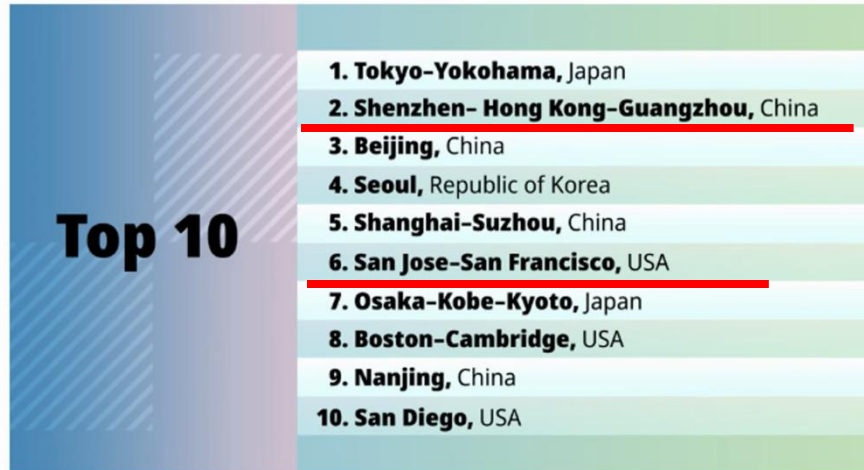 Top 10
1. Tokyo–Yokohama, Japan
2. Shenzhen– Hong Kong–Guangzhou, China
3. Beijing, China
4. Seoul, Republic of Korea
5. Shanghai–Suzhou, China
6. San Jose–San Francisco, USA
7. Osaka–Kobe–Kyoto, Japan
8. Boston–Cambridge, USA
9. Nanjing, China
10. San Diego, USA